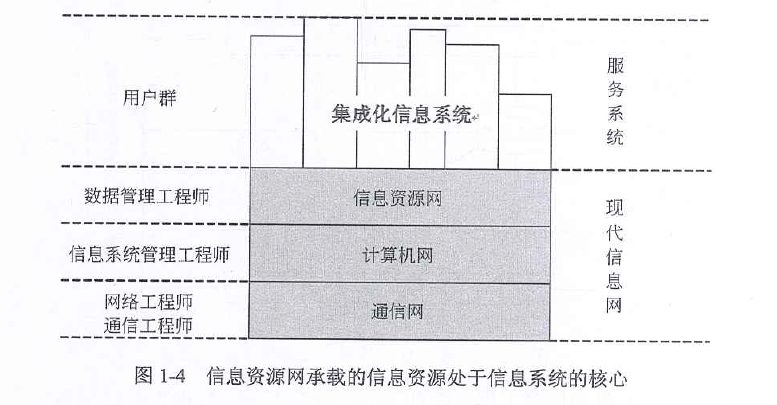 用户群
集成化信息系统
服务系统
数据管理工程师
信息资源网
信息系统管理工程师
计算机网
现代信息网
网络工程师
通信工程师
通信网
图 1-4 信息资源网承载的信息资源处于信息系统的核心